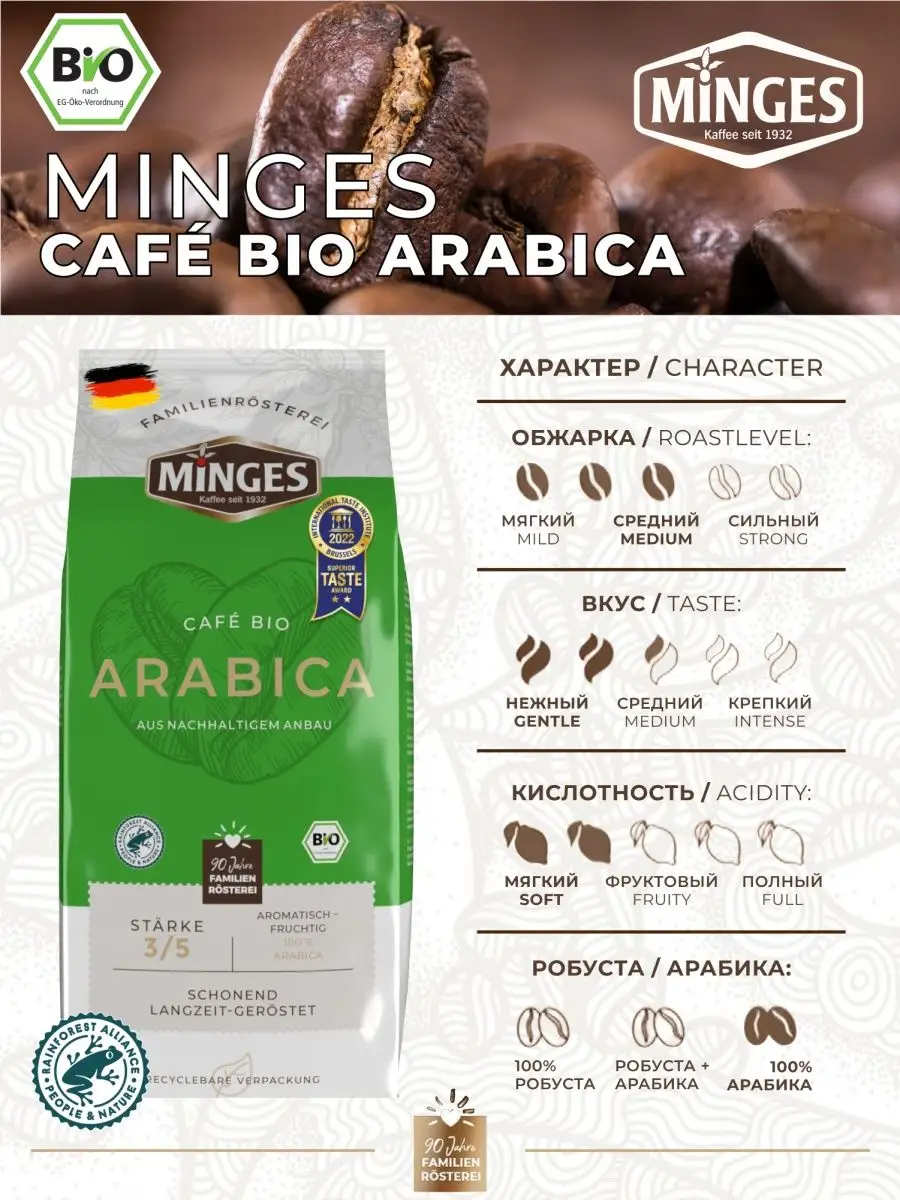 BiO
nach
EG-Öko-Verordnung
MINGES
Kaffee seit 1932
MINGES
CAFÉ BIO ARABICA
FAMILIENRÖSTEREI
MINGES
Kaffee seit 1932
INTERNATIONAL TASTE INSTITUTE
2022
BRUSSELS
SUPERIOR
TASTE
AWARD
CAFÉ BIO
ARABICA
AUS NACHHALTIGEM ANBAU
RAINFOREST ALLIANCE
PEOPLE & NATURE
90 Jahre
FAMILIEN
RÖSTEREI
BiO
STÄRKE
3/5
AROMATISCH –
FRUCHTIG
100 %
ARABICA
SCHONEND
LANGZEIT-GERÖSTET
RECYCLEBARE VERPACKUNG
RAINFOREST ALLIANCE
PEOPLE & NATURE
ХАРАКТЕР / CHARACTER
ОБЖАРКА / ROASTLEVEL:
МЯГКИЙ СРЕДНИЙ СИЛЬНЫЙ
MILD MEDIUM STRONG
ВКУС / TASTE:
НЕЖНЫЙ СРЕДНИЙ КРЕПКИЙ
GENTLE MEDIUM INTENSE
КИСЛОТНОСТЬ / ACIDITY:
МЯГКИЙ ФРУКТОВЫЙ ПОЛНЫЙ
SOFT FRUITY FULL
РОБУСТА / АРАБИКА:
100% РОБУСТА + 100%
РОБУСТА АРАБИКА АРАБИКА
90 Jahre
FAMILIEN
RÖSTEREI